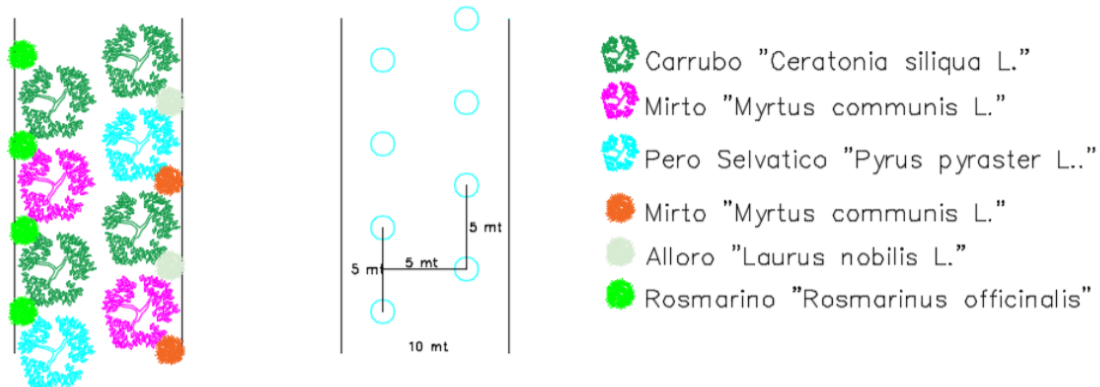 5 mt
5 mt
5 mt
10 mt
Carrubo "Ceratonia siliqua L."
Mirto "Myrtus communis L."
Pero Selvatico "Pyrus pyraster L.."
Mirto "Myrtus communis L."
Alloro "Laurus nobilis L."
Rosmarino "Rosmarinus officinalis"